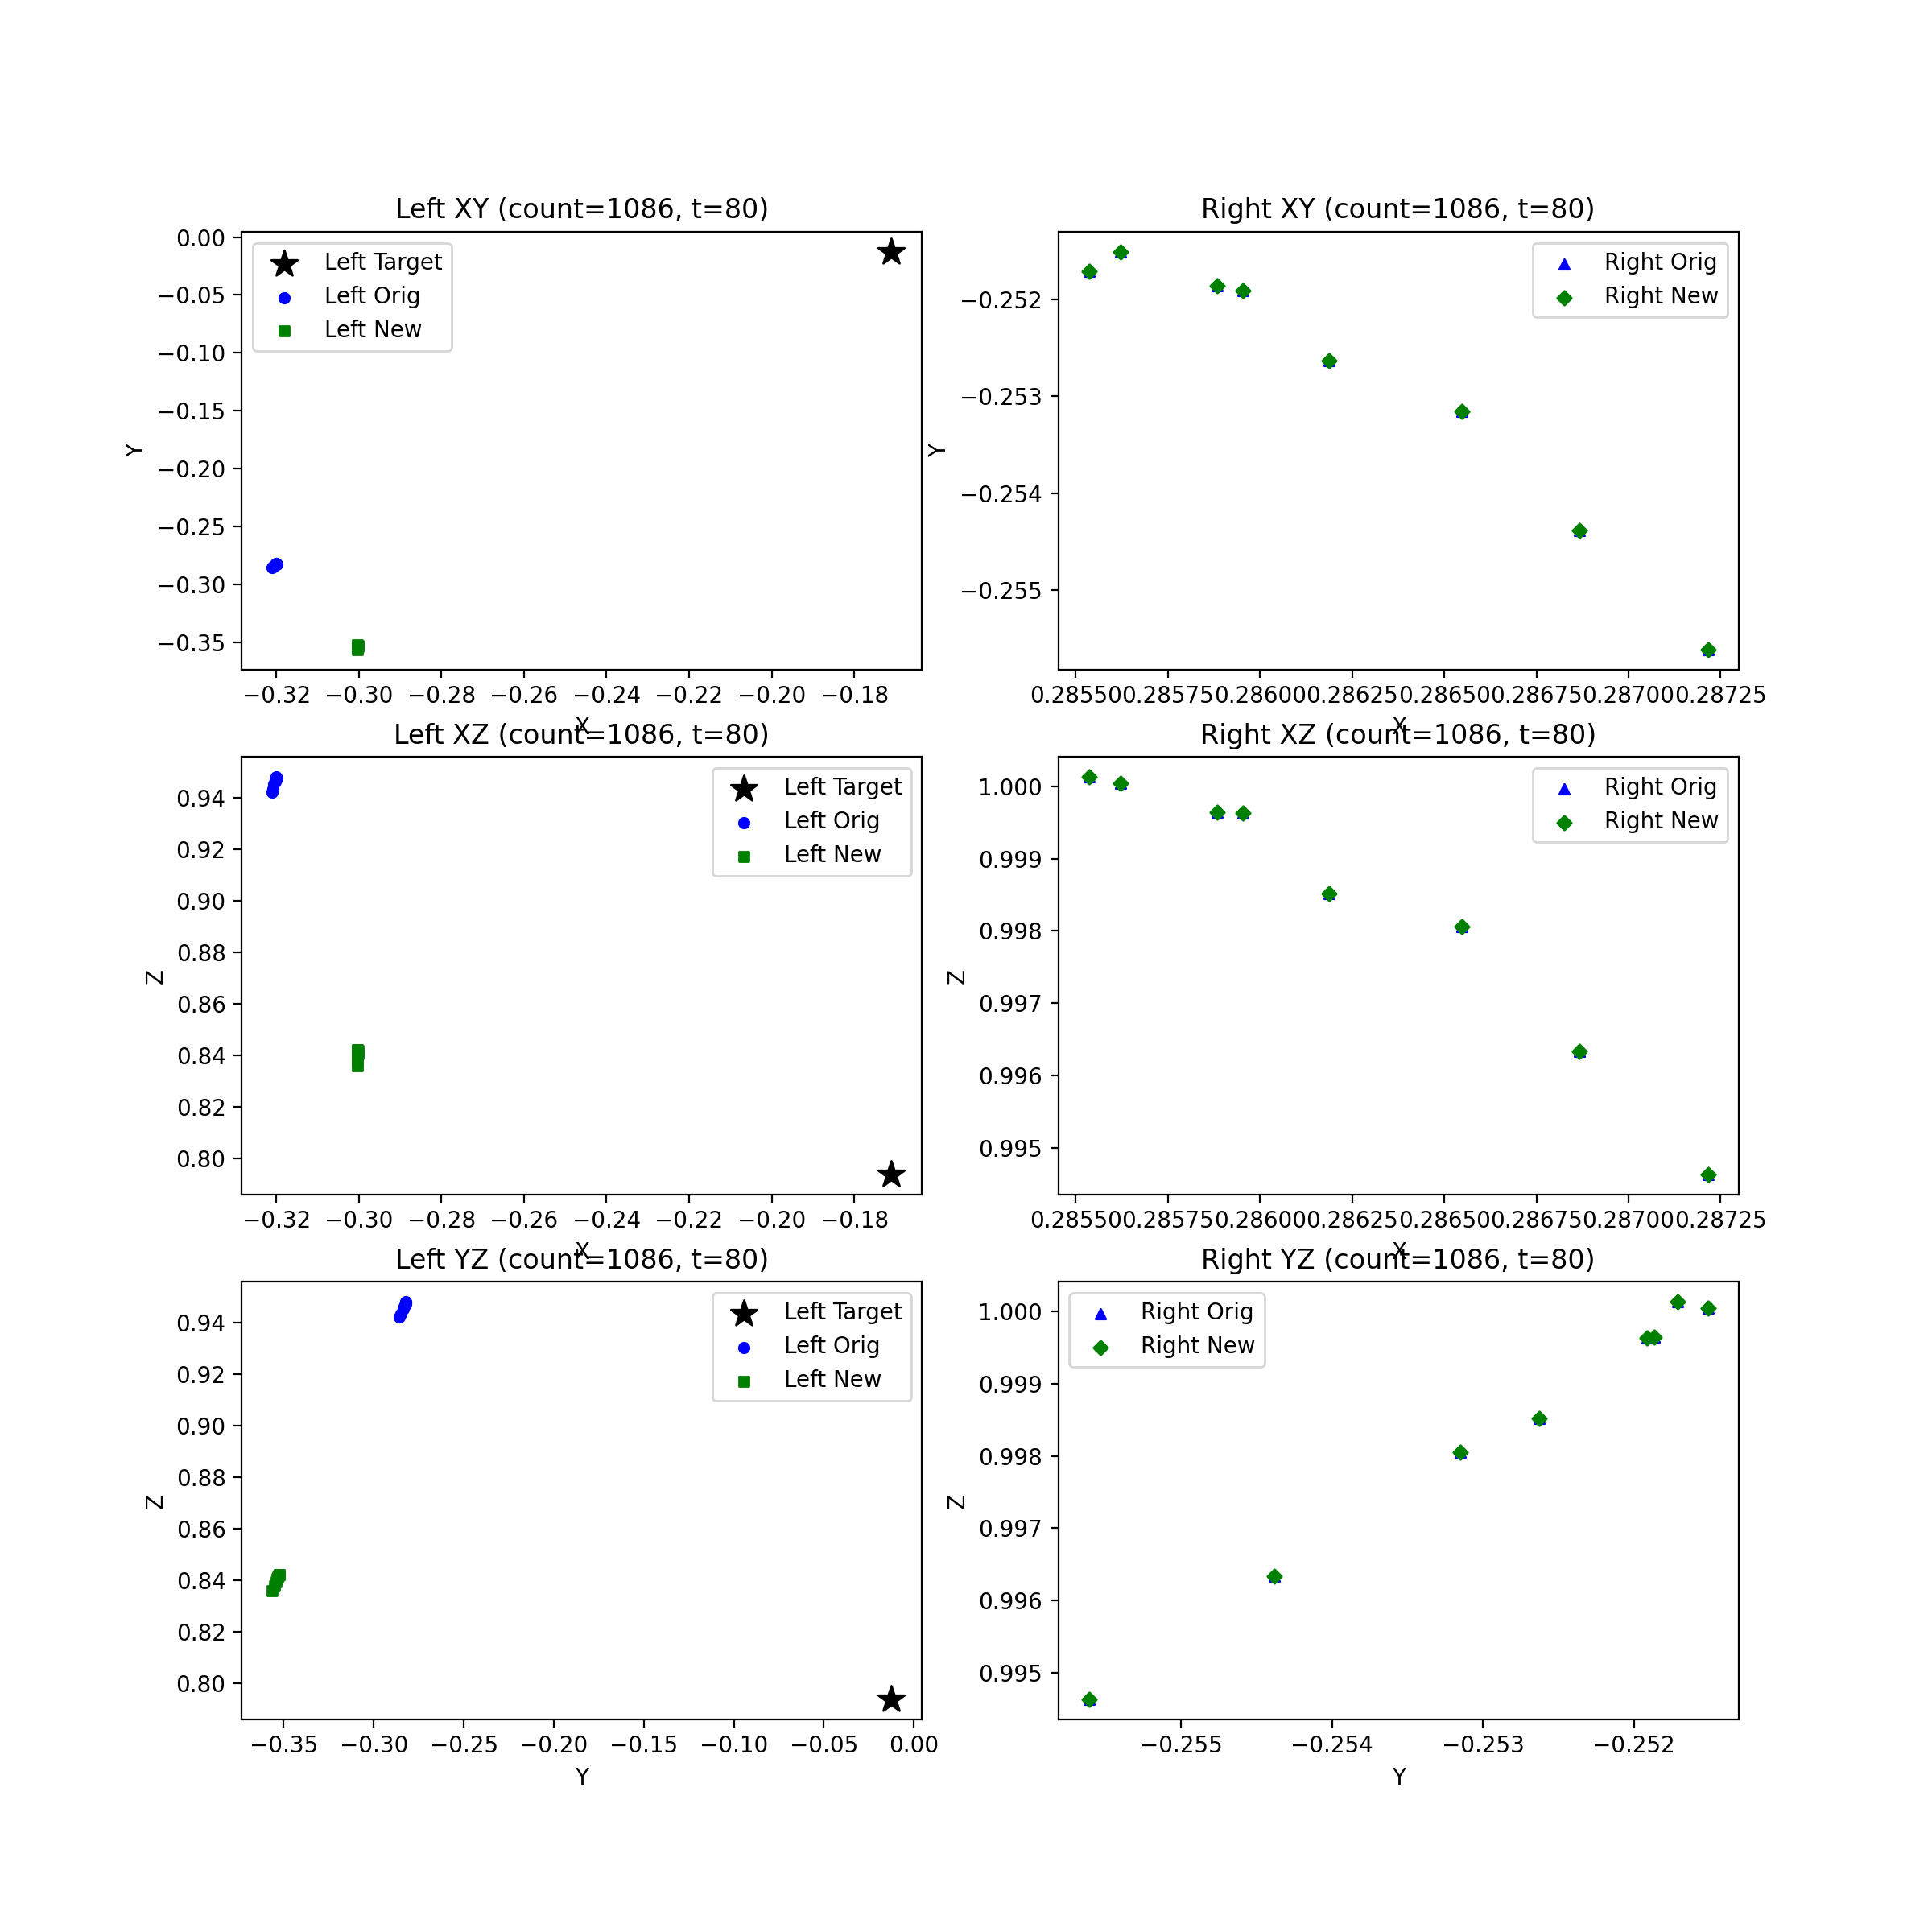 Left XY (count=1086, t=80)
0.00
−0.05
−0.10
−0.15
−0.20
−0.25
−0.30
−0.35
Y
Left Target
Left Orig
Left New
−0.32 −0.30 −0.28 −0.26 −0.24 −0.22 −0.20 −0.18
X
Right XY (count=1086, t=80)
−0.252
−0.253
−0.254
−0.255
Y
Right Orig
Right New
0.28550 0.28575 0.28600 0.28625 0.28650 0.28675 0.28700 0.28725
X
Left XZ (count=1086, t=80)
0.94
0.92
0.90
0.88
0.86
0.84
0.82
0.80
Z
Left Target
Left Orig
Left New
−0.32 −0.30 −0.28 −0.26 −0.24 −0.22 −0.20 −0.18
X
Right XZ (count=1086, t=80)
1.000
0.999
0.998
0.997
0.996
0.995
Z
Right Orig
Right New
0.28550 0.28575 0.28600 0.28625 0.28650 0.28675 0.28700 0.28725
X
Left YZ (count=1086, t=80)
0.94
0.92
0.90
0.88
0.86
0.84
0.82
0.80
Z
Left Target
Left Orig
Left New
−0.35 −0.30 −0.25 −0.20 −0.15 −0.10 −0.05 0.00
Y
Right YZ (count=1086, t=80)
1.000
0.999
0.998
0.997
0.996
0.995
Z
Right Orig
Right New
−0.255 −0.254 −0.253 −0.252
Y